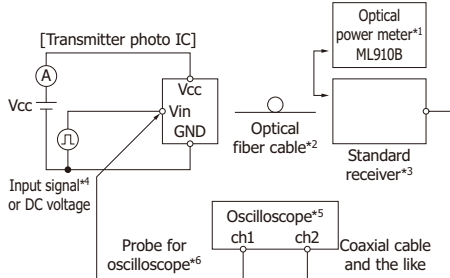 Optical
power meter*1
ML910B
[Transmitter photo IC]
A
Vcc
Vcc
Vin
GND
Optical
fiber cable*2
Standard
receiver*3
Input signal*4
or DC voltage
Oscilloscope*5
ch1 ch2
Probe for
oscilloscope*6
Coaxial cable
and the like